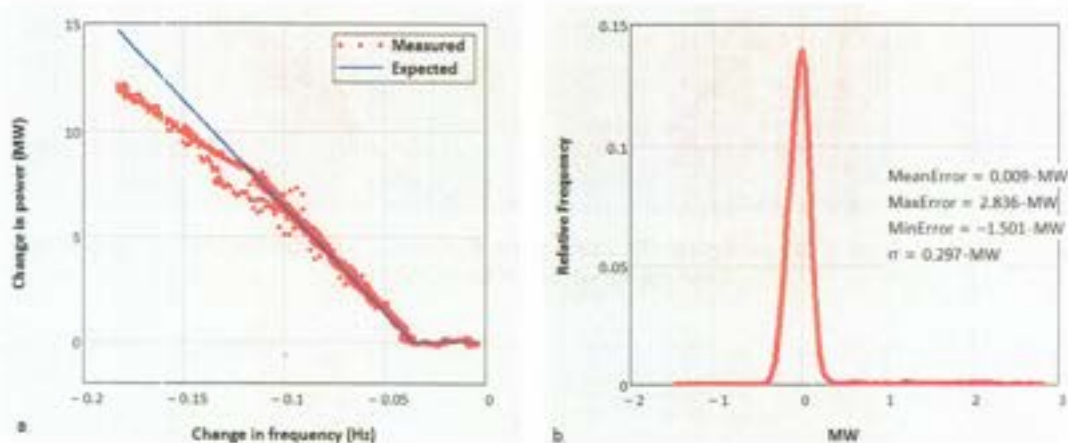 15
10
5
0
−0.2
−0.15
−0.1
−0.05
0
Change in power (MW)
Change in frequency (Hz)
Measured
Expected
a
0.15
0.1
0.05
0
−2
−1
0
1
2
3
Relative Frequency
MW
MeanError = 0.009·MW
MaxError = 2.836·MW
MinError = −1.501·MW
= 0.297·MW
b